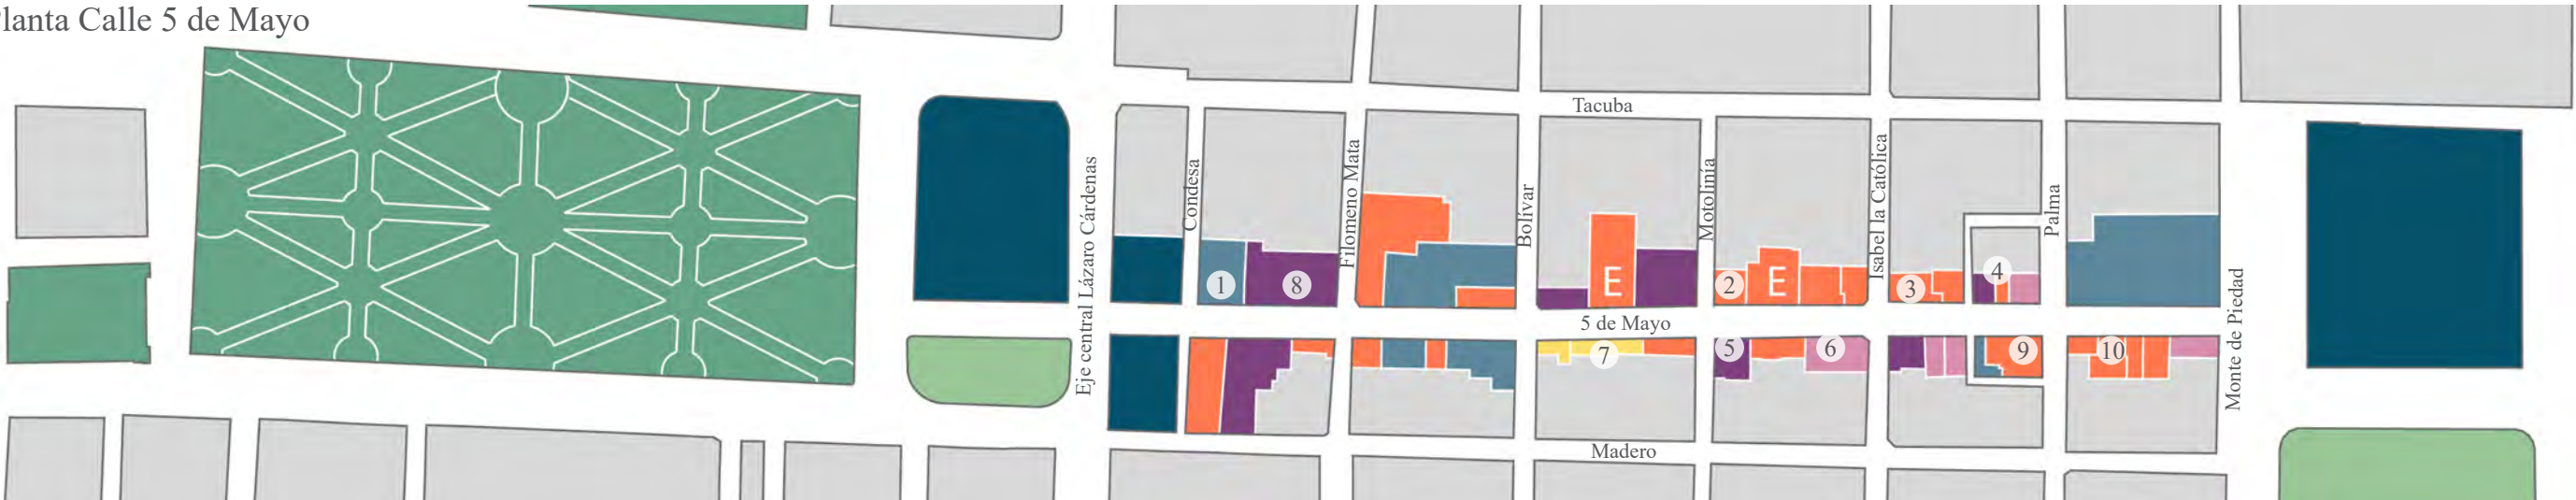 lanta Calle 5 de Mayo
Tacuba
Eje central Lázaro Cárdenas
Condesa
Filomeno Mata
Bolívar
Motolinía
Isabel la Católica
Palma
Monte de Piedad
1
8
E
2
E
3
4
5 de Mayo
7
5
6
9
10
Madero